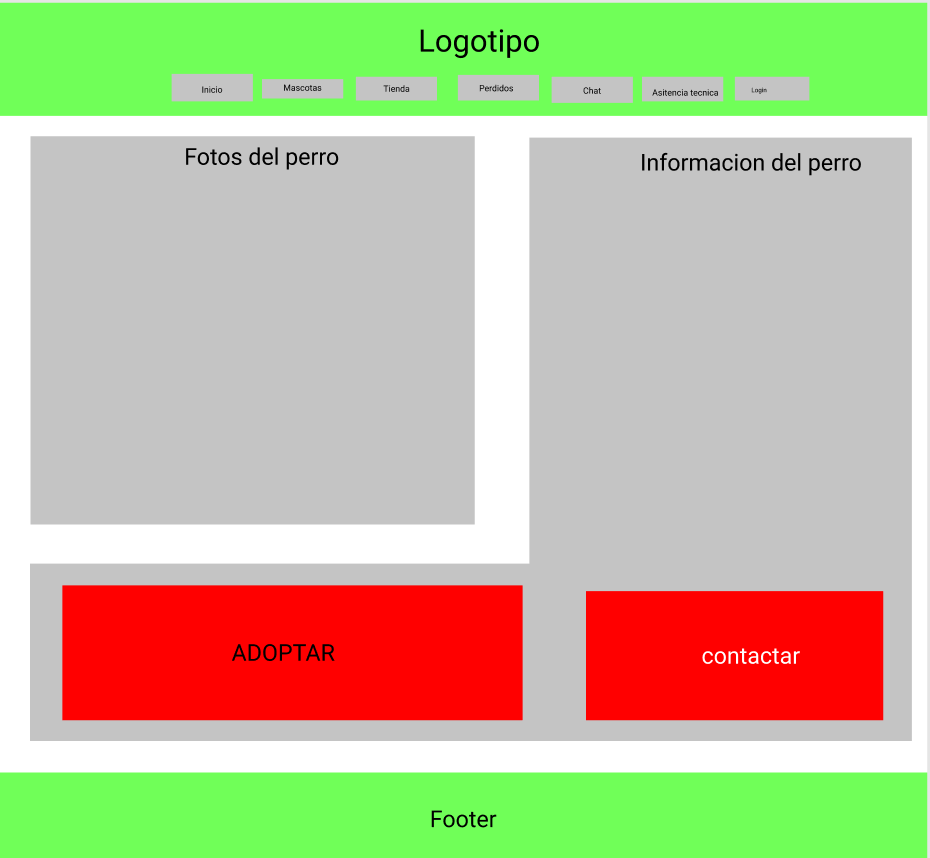 Logotipo
Inicio
Mascotas
Tienda
Perdidos
Chat
Asitencia tecnica
Login
Fotos del perro
Informacion del perro
ADOPTAR
contactar
Footer